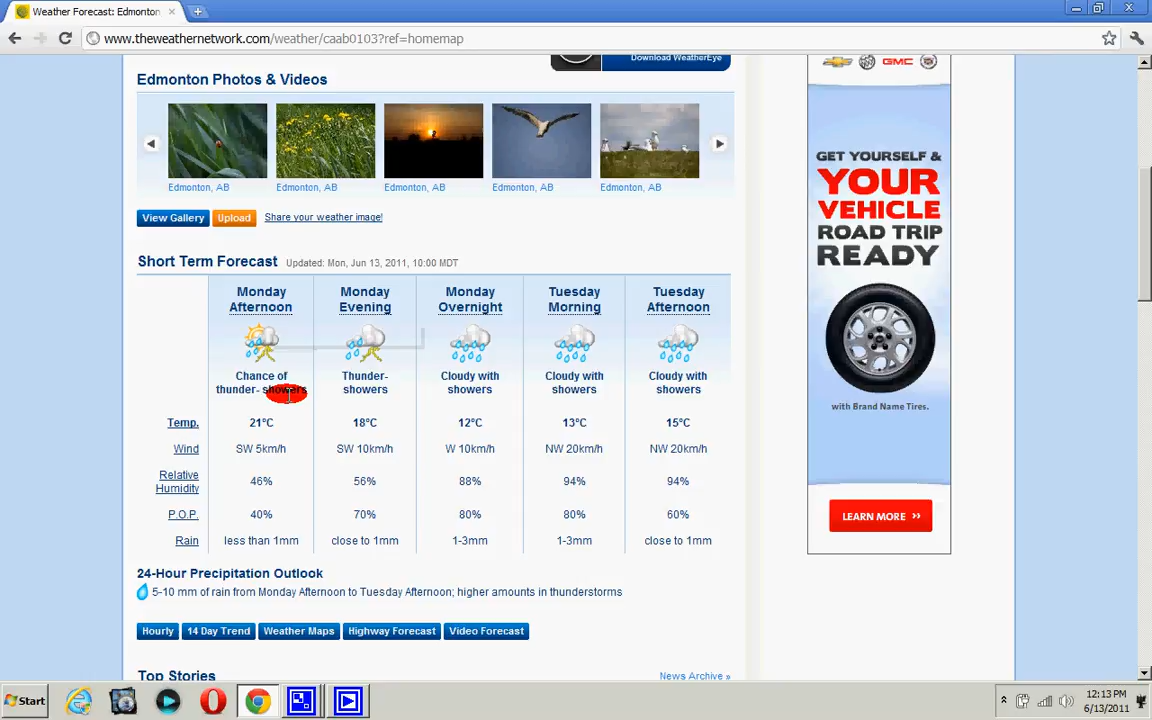 Weather Forecast: Edmonton
www.theweathernetwork.com/weather/caab0103?ref=homemap
Download WeatherEye
Edmonton Photos & Videos
GMC
Edmonton, AB Edmonton, AB Edmonton, AB Edmonton, AB Edmonton, AB
View Gallery Upload Share your weather image!
GET YOURSELF &
YOUR
VEHICLE
ROAD TRIP
READY
with Brand Name Tires.
LEARN MORE »
Short Term Forecast Updated: Mon, Jun 13, 2011, 10:00 MDT
Monday Afternoon Monday Evening Monday Overnight Tuesday Morning Tuesday Afternoon
Chance of thunder- showers Thunder- showers Cloudy with showers Cloudy with showers Cloudy with showers
Temp. 21°C 18°C 12°C 13°C 15°C
Wind SW 5km/h SW 10km/h W 10km/h NW 20km/h NW 20km/h
Relative Humidity 46% 56% 88% 94% 94%
P.O.P. 40% 70% 80% 80% 60%
Rain less than 1mm close to 1mm 1-3mm 1-3mm close to 1mm
24-Hour Precipitation Outlook
5-10 mm of rain from Monday Afternoon to Tuesday Afternoon; higher amounts in thunderstorms
Hourly 14 Day Trend Weather Maps Highway Forecast Video Forecast
Top Stories News Archive »
Start
12:13 PM
6/13/2011